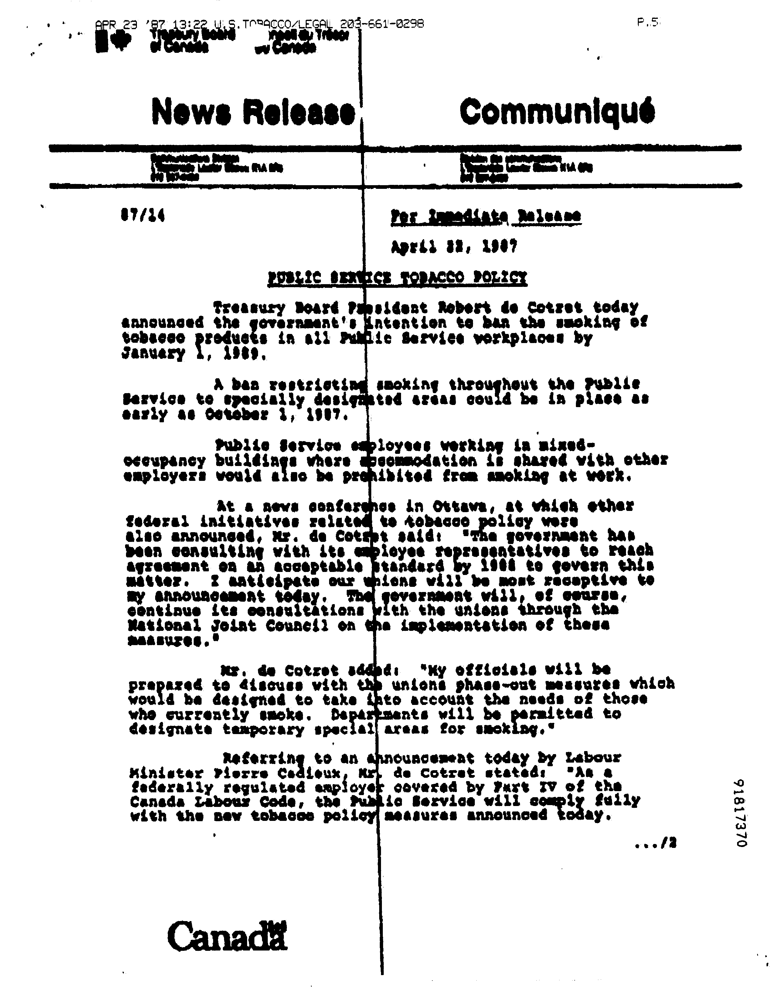 APR 23 '87 13:22 U.S.TOBACCO/LEGAL 203-661-0298 P.5
Treasury Board Conseil du Trésor
of Canada du Canada
News Release Communiqué
87/14 For Immediate Release
April 22, 1987
PUBLIC SERVICE TOBACCO POLICY
Treasury Board President Robert de Cotret today
announced the government's intention to ban the smoking of
tobacco products in all Public Service workplaces by
January 1, 1989.
A ban restricting smoking throughout the Public
Service to specially designated areas could be in place as
early as October 1, 1987.
Public Service employees working in mixed-
occupancy buildings where accommodation is shared with other
employers would also be prohibited from smoking at work.
At a news conference in Ottawa, at which other
federal initiatives related to tobacco policy were
also announced, Mr. de Cotret said: "The government has
been consulting with its employee representatives to reach
agreement on an acceptable standard by 1988 to govern this
matter. I anticipate our unions will be most receptive to
my announcement today. The government will, of course,
continue its consultations with the unions through the
National Joint Council on the implementation of these
measures."
Mr. de Cotret added: "My officials will be
prepared to discuss with the unions phase-out measures which
would be designed to take into account the needs of those
who currently smoke. Departments will be permitted to
designate temporary special areas for smoking."
Referring to an announcement today by Labour
Minister Pierre Cadieux, Mr. de Cotret stated: "As a
federally regulated employer covered by Part IV of the
Canada Labour Code, the Public Service will comply fully
with the new tobacco policy measures announced today.
.../2
91817370
Canada